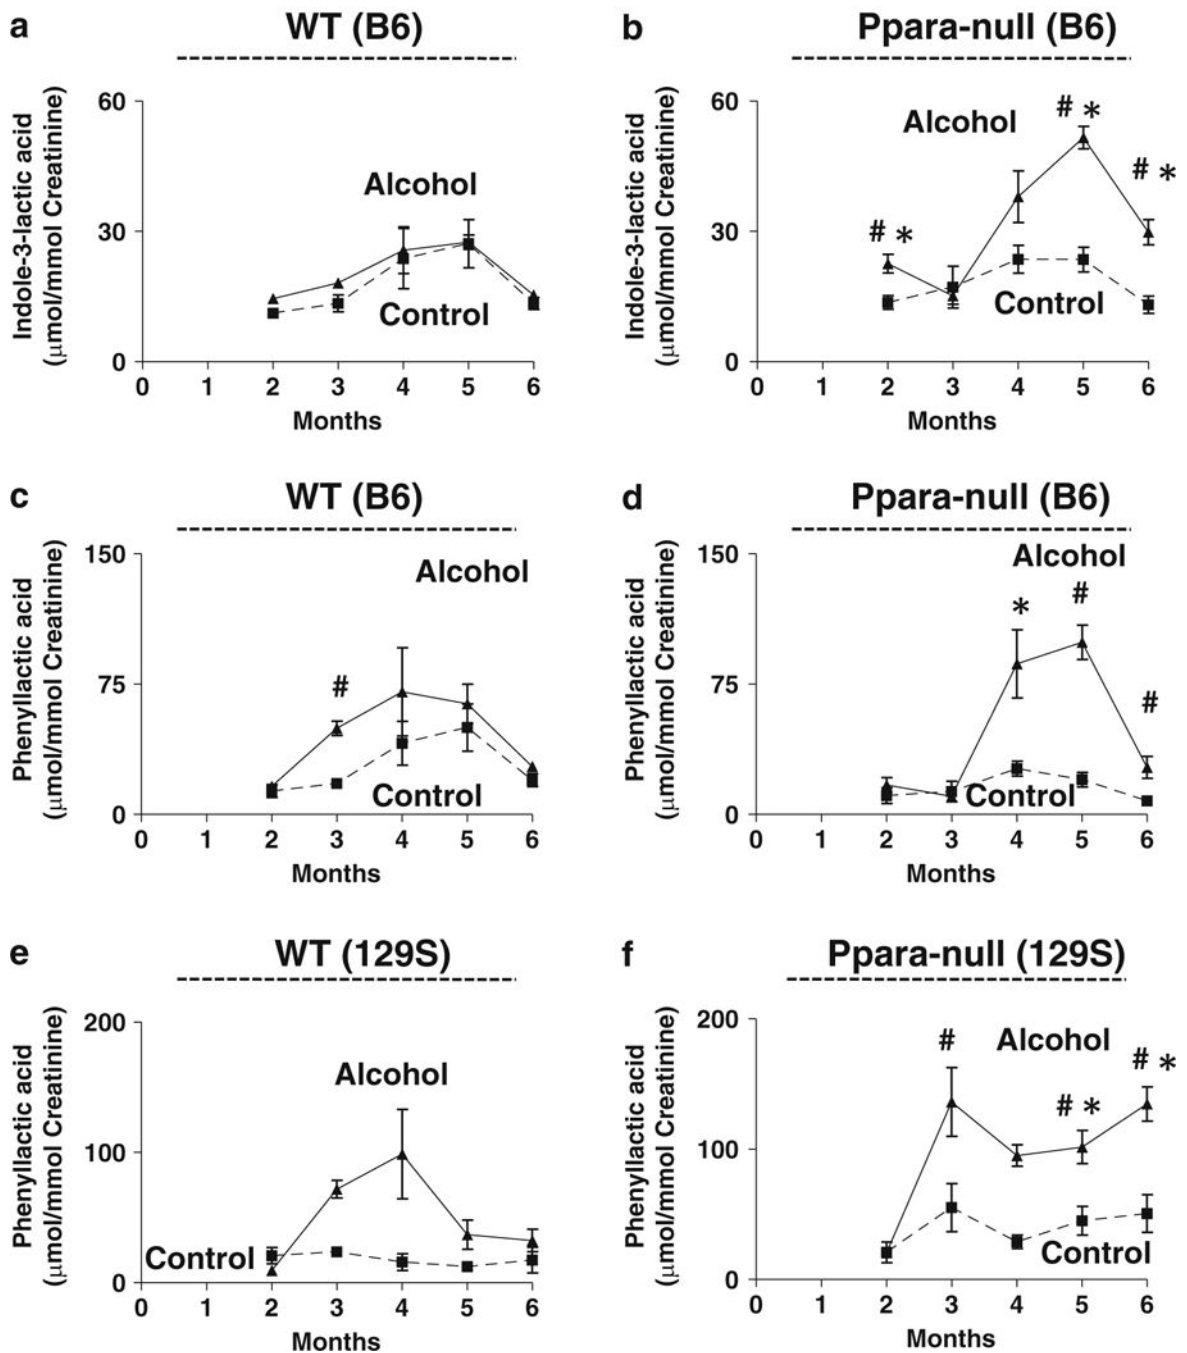 a
WT (B6)
Indole-3-lactic acid
(μmol/mmol Creatinine)
60
30
0
Alcohol
Control
0 1 2 3 4 5 6
Months
b
Ppara-null (B6)
Indole-3-lactic acid
(μmol/mmol Creatinine)
60
30
0
Alcohol
# *
# *
# *
Control
0 1 2 3 4 5 6
Months
c
WT (B6)
Phenyllactic acid
(μmol/mmol Creatinine)
150
75
0
Alcohol
#
Control
0 1 2 3 4 5 6
Months
d
Ppara-null (B6)
Phenyllactic acid
(μmol/mmol Creatinine)
150
75
0
Alcohol
*
#
#
Control
0 1 2 3 4 5 6
Months
e
WT (129S)
Phenyllactic acid
(μmol/mmol Creatinine)
200
100
0
Alcohol
Control
0 1 2 3 4 5 6
Months
f
Ppara-null (129S)
Phenyllactic acid
(μmol/mmol Creatinine)
200
100
0
#
Alcohol
# *
# *
Control
0 1 2 3 4 5 6
Months